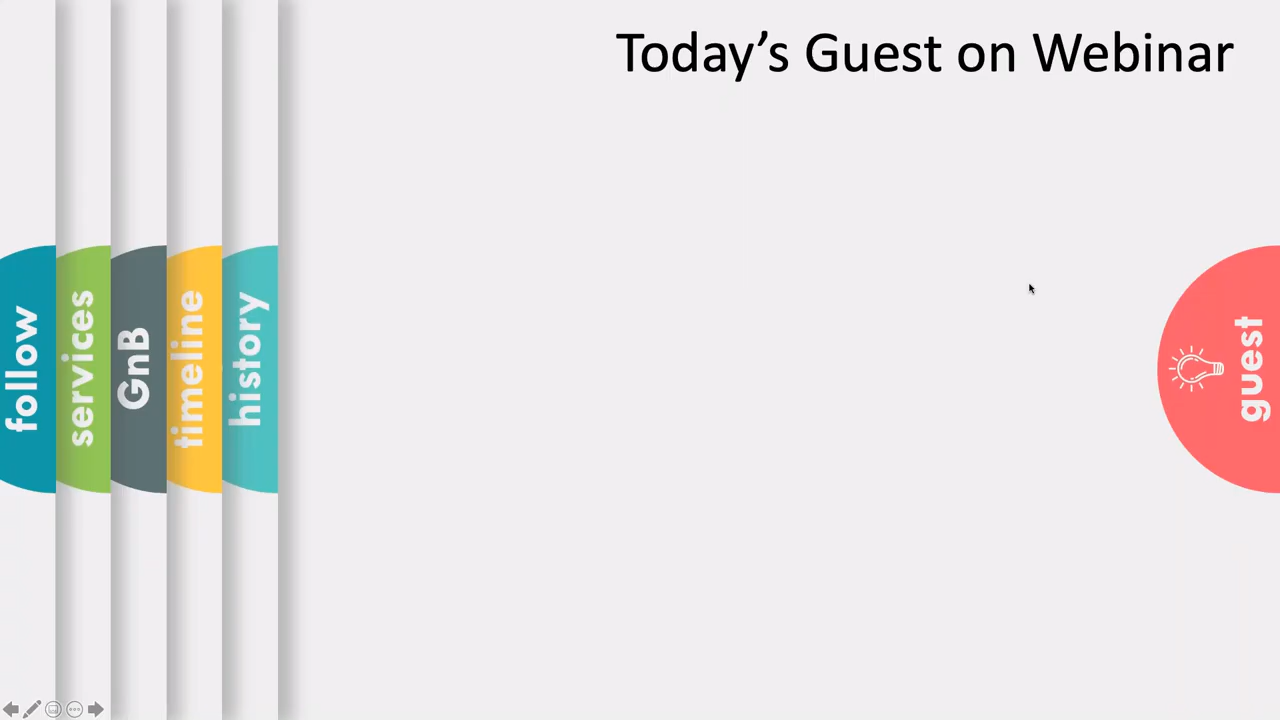 Today's Guest on Webinar
follow
services
GnB
timeline
history
guest